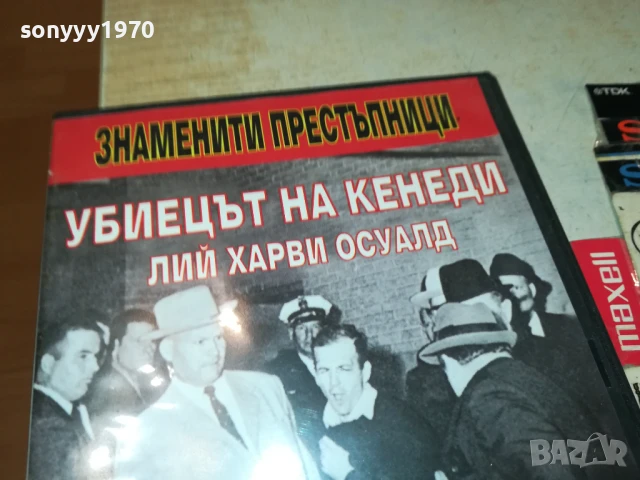 sonyyy1970
ЗНАМЕНИТИ ПРЕСТЪПНИЦИ
УБИЕЦЪТ НА КЕНЕДИ
ЛИЙ ХАРВИ ОСУАЛД
TDK
maxell
BAZAR